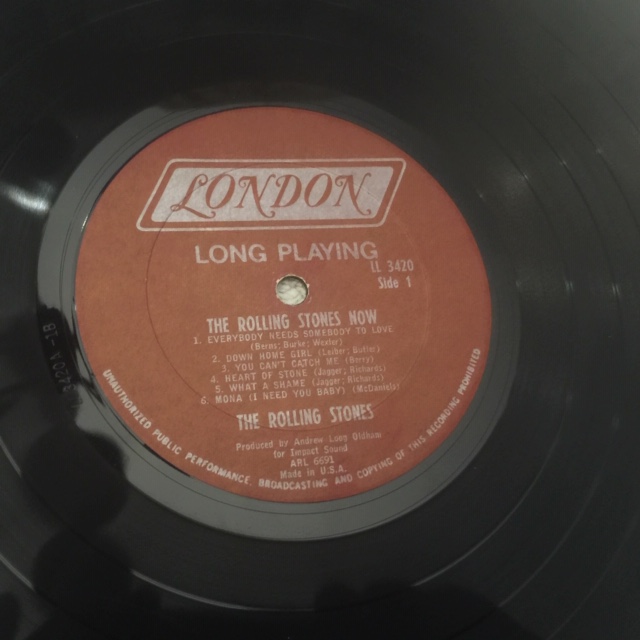 LONDON
LONG PLAYING
LL 3420
Side 1
THE ROLLING STONES NOW
1. EVERYBODY NEEDS SOMEBODY TO LOVE
(Berns; Burke; Wexler)
2. DOWN HOME GIRL (Leiber; Butler)
3. YOU CAN'T CATCH ME (Berry)
4. HEART OF STONE (Jagger; Richards)
5. WHAT A SHAME (Jagger; Richards)
6. MONA (I NEED YOU BABY) (McDaniels)
THE ROLLING STONES
Produced by Andrew Loog Oldham
for Impact Sound
ARL 6691
Made in U.S.A.
UNAUTHORIZED PUBLIC PERFORMANCE, BROADCASTING AND COPYING OF THIS RECORDING PROHIBITED